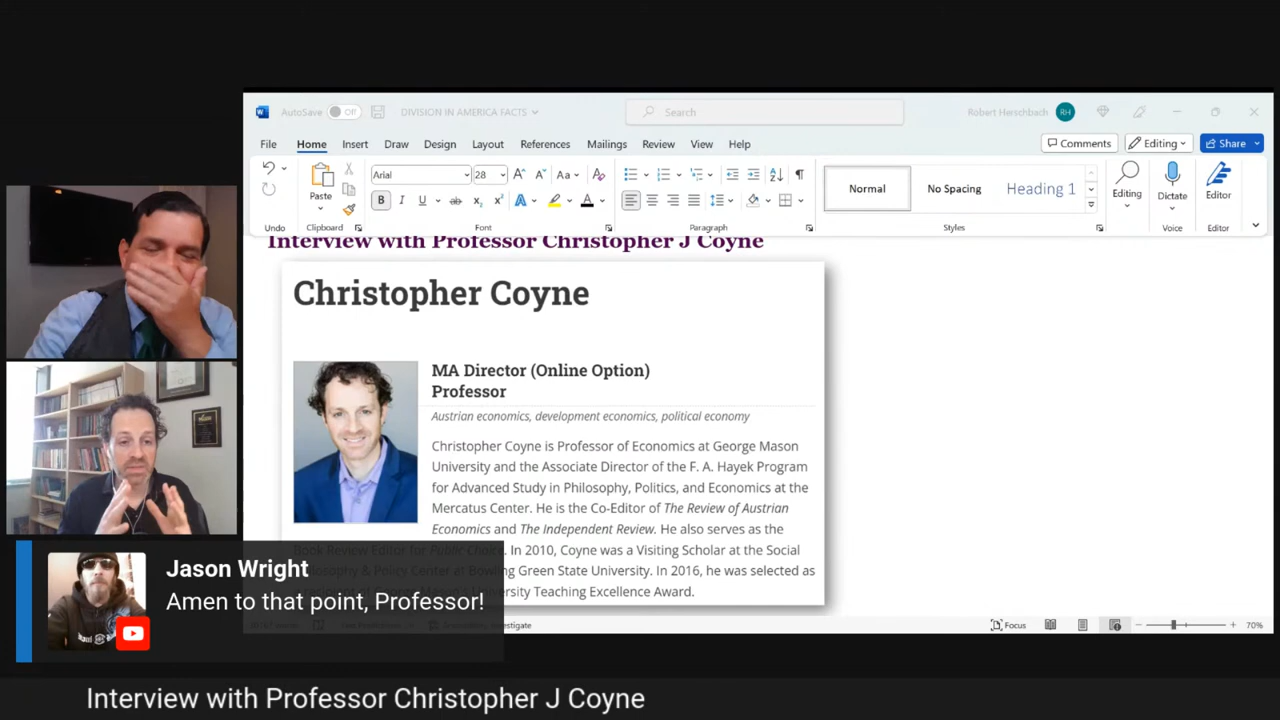 AutoSave Off DIVISION IN AMERICA FACTS Search Robert Herschbach RH
File Home Insert Draw Design Layout References Mailings Review View Help Comments Editing Share
Arial 28 Aa Normal No Spacing Heading 1
Paste Editing Dictate Editor
Undo Clipboard Font Paragraph Styles Voice Editor
Interview with Professor Christopher J Coyne
Christopher Coyne
MA Director (Online Option)
Professor
Austrian economics, development economics, political economy
Christopher Coyne is Professor of Economics at George Mason
University and the Associate Director of the F. A. Hayek Program
for Advanced Study in Philosophy, Politics, and Economics at the
Mercatus Center. He is the Co-Editor of The Review of Austrian
Economics and The Independent Review. He also serves as the
Book Review Editor for Public Choice. In 2010, Coyne was a Visiting Scholar at the Social
Philosophy & Policy Center at Bowling Green State University. In 2016, he was selected as
University Teaching Excellence Award.
Focus 70%
Jason Wright
Amen to that point, Professor!
Interview with Professor Christopher J Coyne